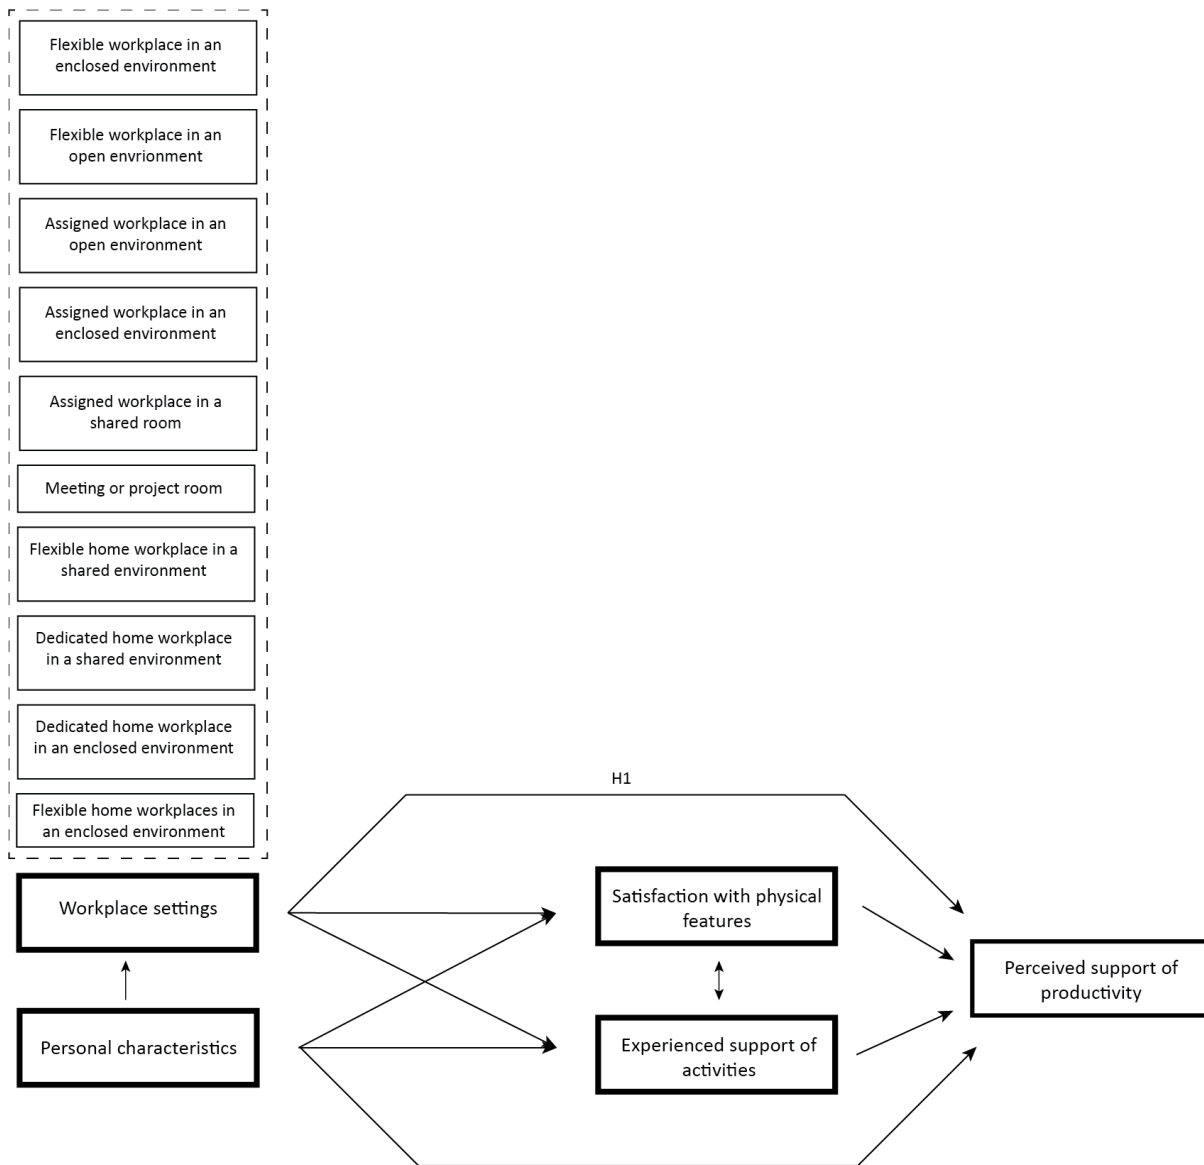 Flexible workplace in an
enclosed environment
Flexible workplace in an
open envrionment
Assigned workplace in an
open environment
Assigned workplace in an
enclosed environment
Assigned workplace in a
shared room
Meeting or project room
Flexible home workplace in a
shared environment
Dedicated home workplace
in a shared environment
Dedicated home workplace
in an enclosed environment
Flexible home workplaces in
an enclosed environment
H1
Workplace settings
Satisfaction with physical
features
Perceived support of
productivity
Personal characteristics
Experienced support of
activities